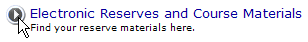 Electronic Reserves and Course Materials
Find your reserve materials here.